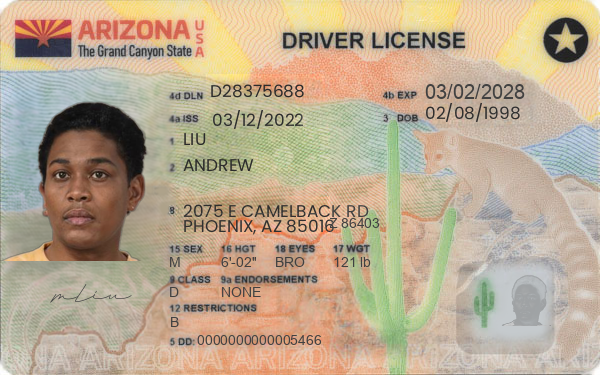 ARIZONA USA
The Grand Canyon State
DRIVER LICENSE
4d DLN D28375688
4b EXP 03/02/2028
4a ISS 03/12/2022
3 DOB 02/08/1998
1 LIU
2 ANDREW
8 2075 E CAMELBACK RD
PHOENIX, AZ 85016
Z 86403
15 SEX M
16 HGT 6'-02"
18 EYES BRO
17 WGT 121 lb
9 CLASS D
9a ENDORSEMENTS NONE
12 RESTRICTIONS
B
mLiu
5 DD: 0000000000005466
ARIZONA ARIZONA ARIZONA ARIZONA